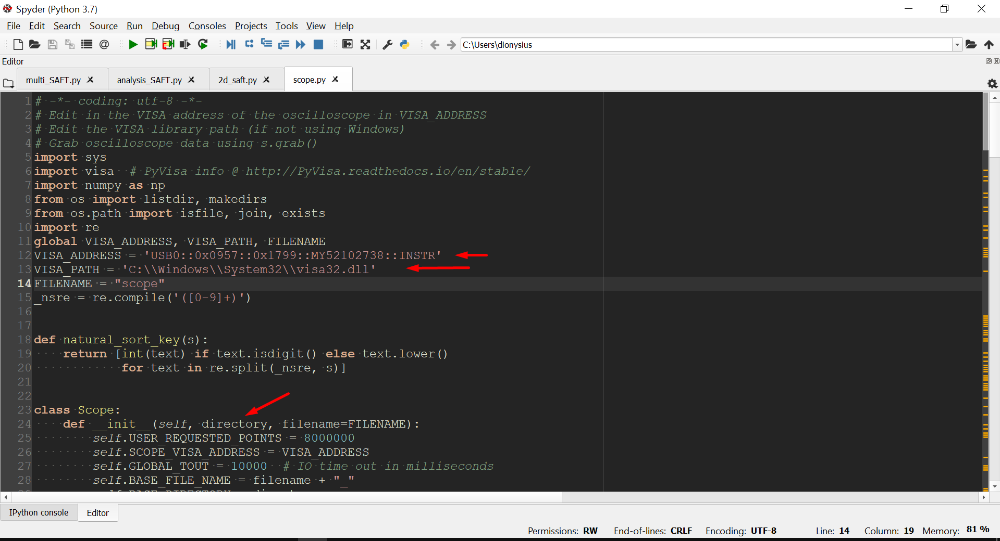 Spyder (Python 3.7)
File Edit Search Source Run Debug Consoles Projects Tools View Help
C:\Users\dionysius
Editor
multi_SAFT.py analysis_SAFT.py 2d_saft.py scope.py
1 # -*- coding: utf-8 -*-
2 # Edit in the VISA address of the oscilloscope in VISA_ADDRESS
3 # Edit the VISA library path (if not using Windows)
4 # Grab oscilloscope data using s.grab()
5 import sys
6 import visa  # PyVisa info @ http://PyVisa.readthedocs.io/en/stable/
7 import numpy as np
8 from os import listdir, makedirs
9 from os.path import isfile, join, exists
10 import re
11 global VISA_ADDRESS, VISA_PATH, FILENAME
12 VISA_ADDRESS = 'USB0::0x0957::0x1799::MY52102738::INSTR'
13 VISA_PATH = 'C:\\Windows\\System32\\visa32.dll'
14 FILENAME = "scope"
15 _nsre = re.compile('([0-9]+)')
16
17
18 def natural_sort_key(s):
19     return [int(text) if text.isdigit() else text.lower()
20             for text in re.split(_nsre, s)]
21
22
23 class Scope:
24     def __init__(self, directory, filename=FILENAME):
25         self.USER_REQUESTED_POINTS = 8000000
26         self.SCOPE_VISA_ADDRESS = VISA_ADDRESS
27         self.GLOBAL_TOUT = 10000  # IO time out in milliseconds
28         self.BASE_FILE_NAME = filename + "_"
IPython console Editor
Permissions: RW End-of-lines: CRLF Encoding: UTF-8 Line: 14 Column: 19 Memory: 81 %